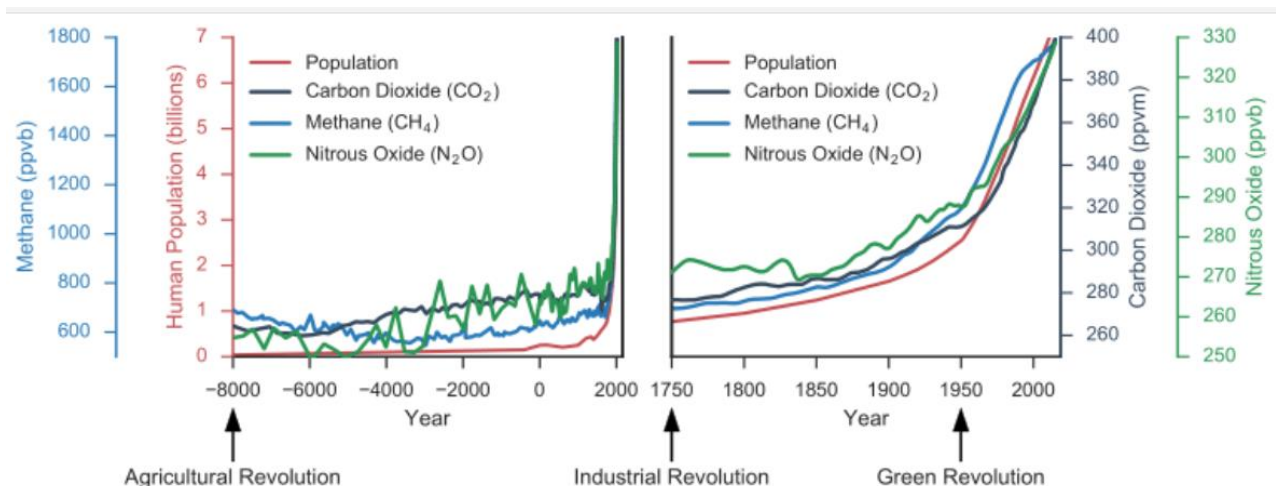 Methane (ppvb)
1800
1600
1400
1200
1000
800
600
Human Population (billions)
7
6
5
4
3
2
1
0
Population
Carbon Dioxide (CO₂)
Methane (CH₄)
Nitrous Oxide (N₂O)
−8000 −6000 −4000 −2000 0 2000
Year
Population
Carbon Dioxide (CO₂)
Methane (CH₄)
Nitrous Oxide (N₂O)
1750 1800 1850 1900 1950 2000
Year
400
380
360
340
320
300
280
260
Carbon Dioxide (ppvm)
330
320
310
300
290
280
270
260
250
Nitrous Oxide (ppvb)
Agricultural Revolution
Industrial Revolution
Green Revolution